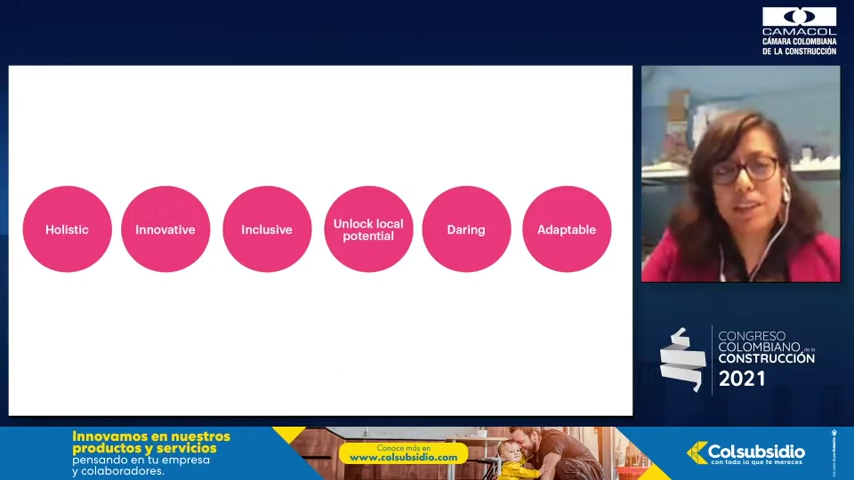 CAMACOL
CÁMARA COLOMBIANA
DE LA CONSTRUCCIÓN
Holistic
Innovative
Inclusive
Unlock local
potential
Daring
Adaptable
CONGRESO
COLOMBIANO de la
CONSTRUCCIÓN
2021
Innovamos en nuestros
productos y servicios
pensando en tu empresa
y colaboradores.
Conoce más en
www.colsubsidio.com
Colsubsidio
con todo lo que te mereces